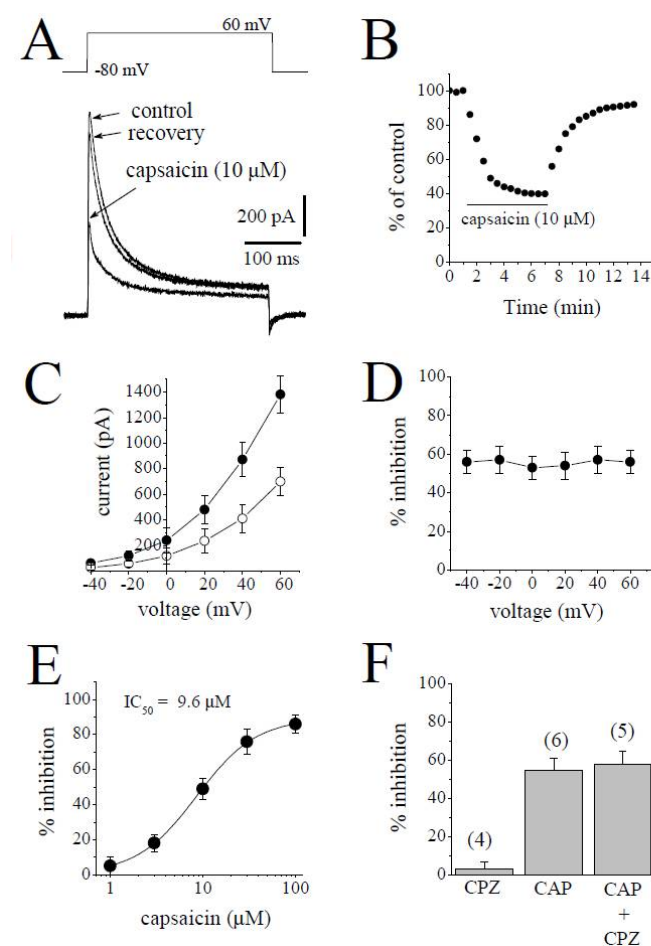 A
60 mV
-80 mV
control
recovery
capsaicin (10 µM)
200 pA
100 ms
B
100
80
60
40
20
0
% of control
capsaicin (10 µM)
0 2 4 6 8 10 12 14
Time (min)
C
1400
1200
1000
800
600
400
200
current (pA)
-40 -20 0 20 40 60
voltage (mV)
D
100
80
60
40
20
0
% inhibition
-40 -20 0 20 40 60
voltage (mV)
E
IC50 = 9.6 µM
100
80
60
40
20
0
% inhibition
1 10 100
capsaicin (µM)
F
100
80
60
40
20
0
% inhibition
(4)
(6)
(5)
CPZ CAP CAP
+
CPZ